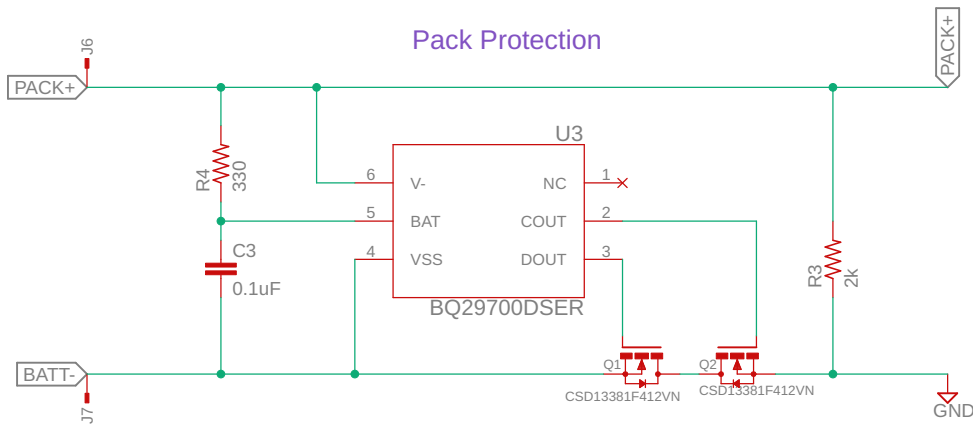 Pack Protection
J6
PACK+
PACK+
U3
R4
330
6
V-
NC
1
5
BAT
COUT
2
4
VSS
DOUT
3
C3
0.1uF
BQ29700DSER
R3
2k
Q1
CSD13381F412VN
Q2
CSD13381F412VN
BATT-
J7
GND